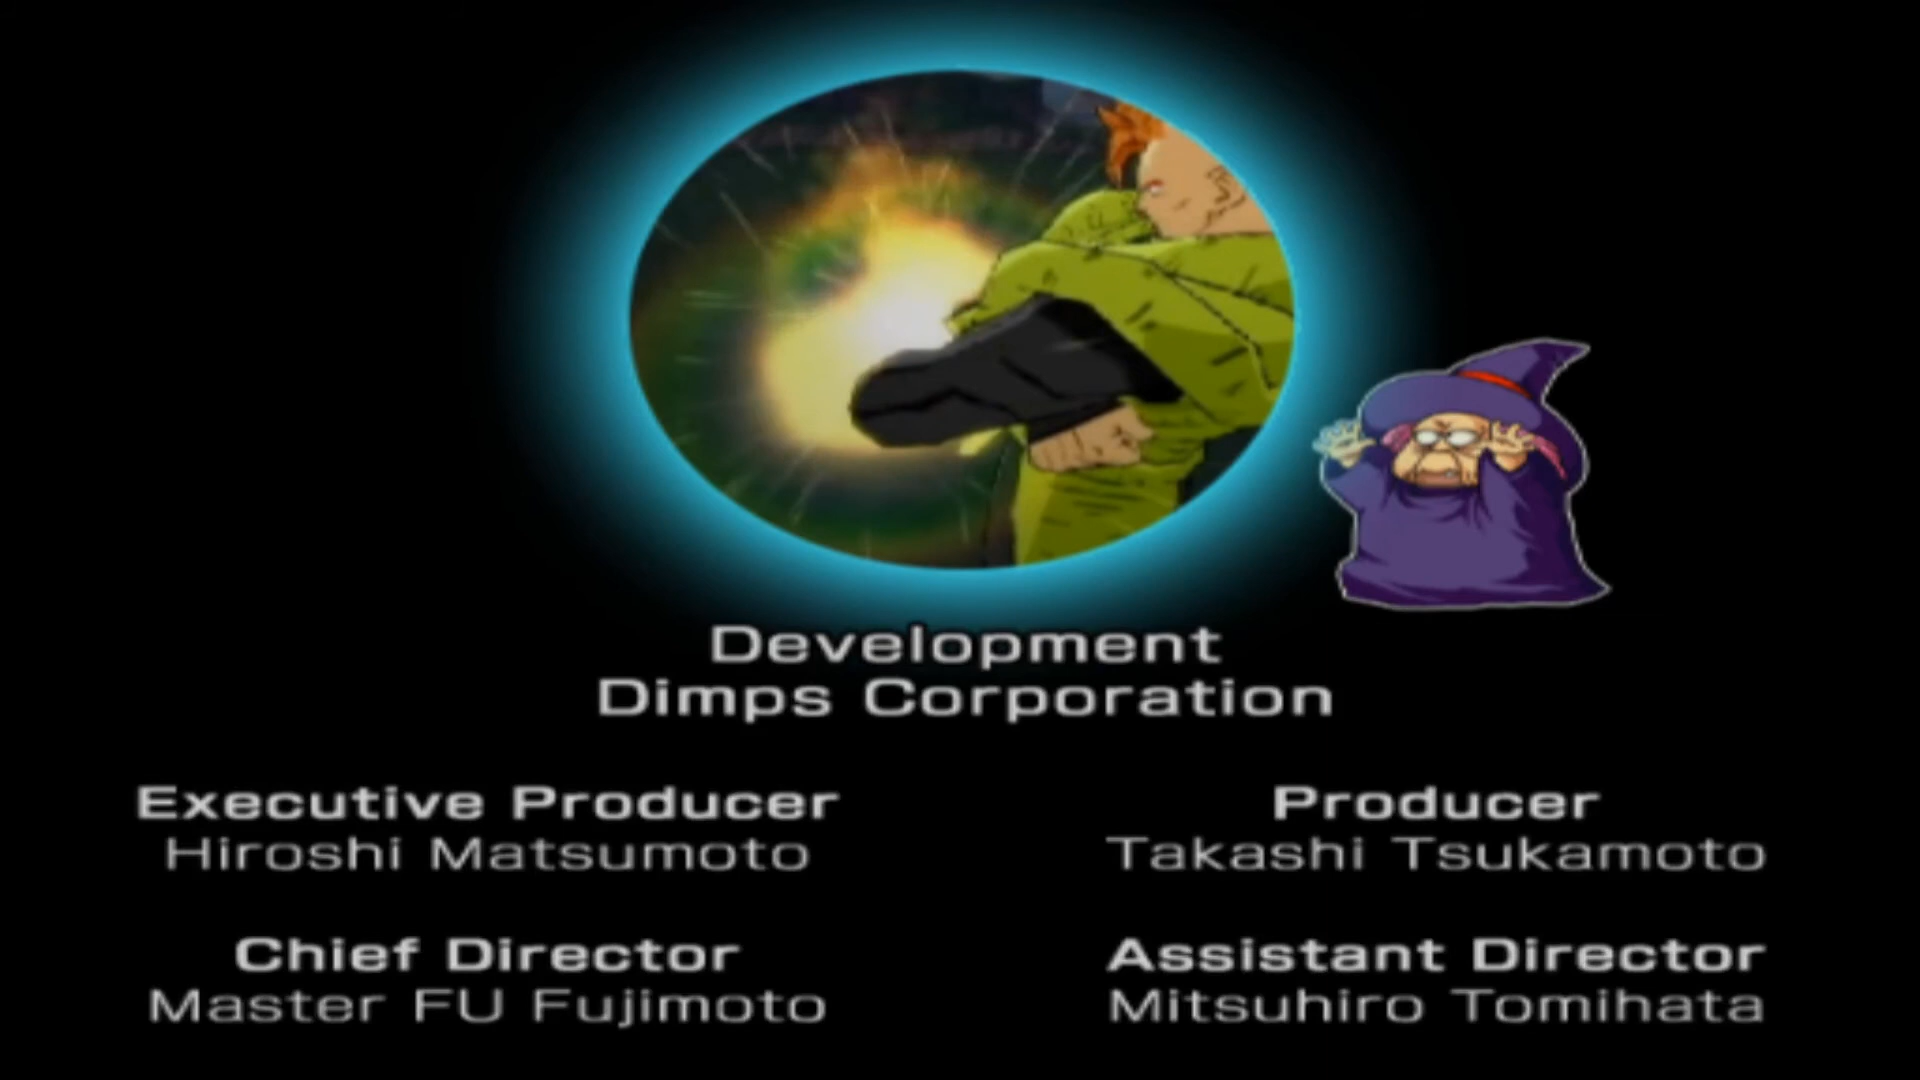 Development
Dimps Corporation
Executive Producer
Hiroshi Matsumoto
Producer
Takashi Tsukamoto
Chief Director
Master FU Fujimoto
Assistant Director
Mitsuhiro Tomihata